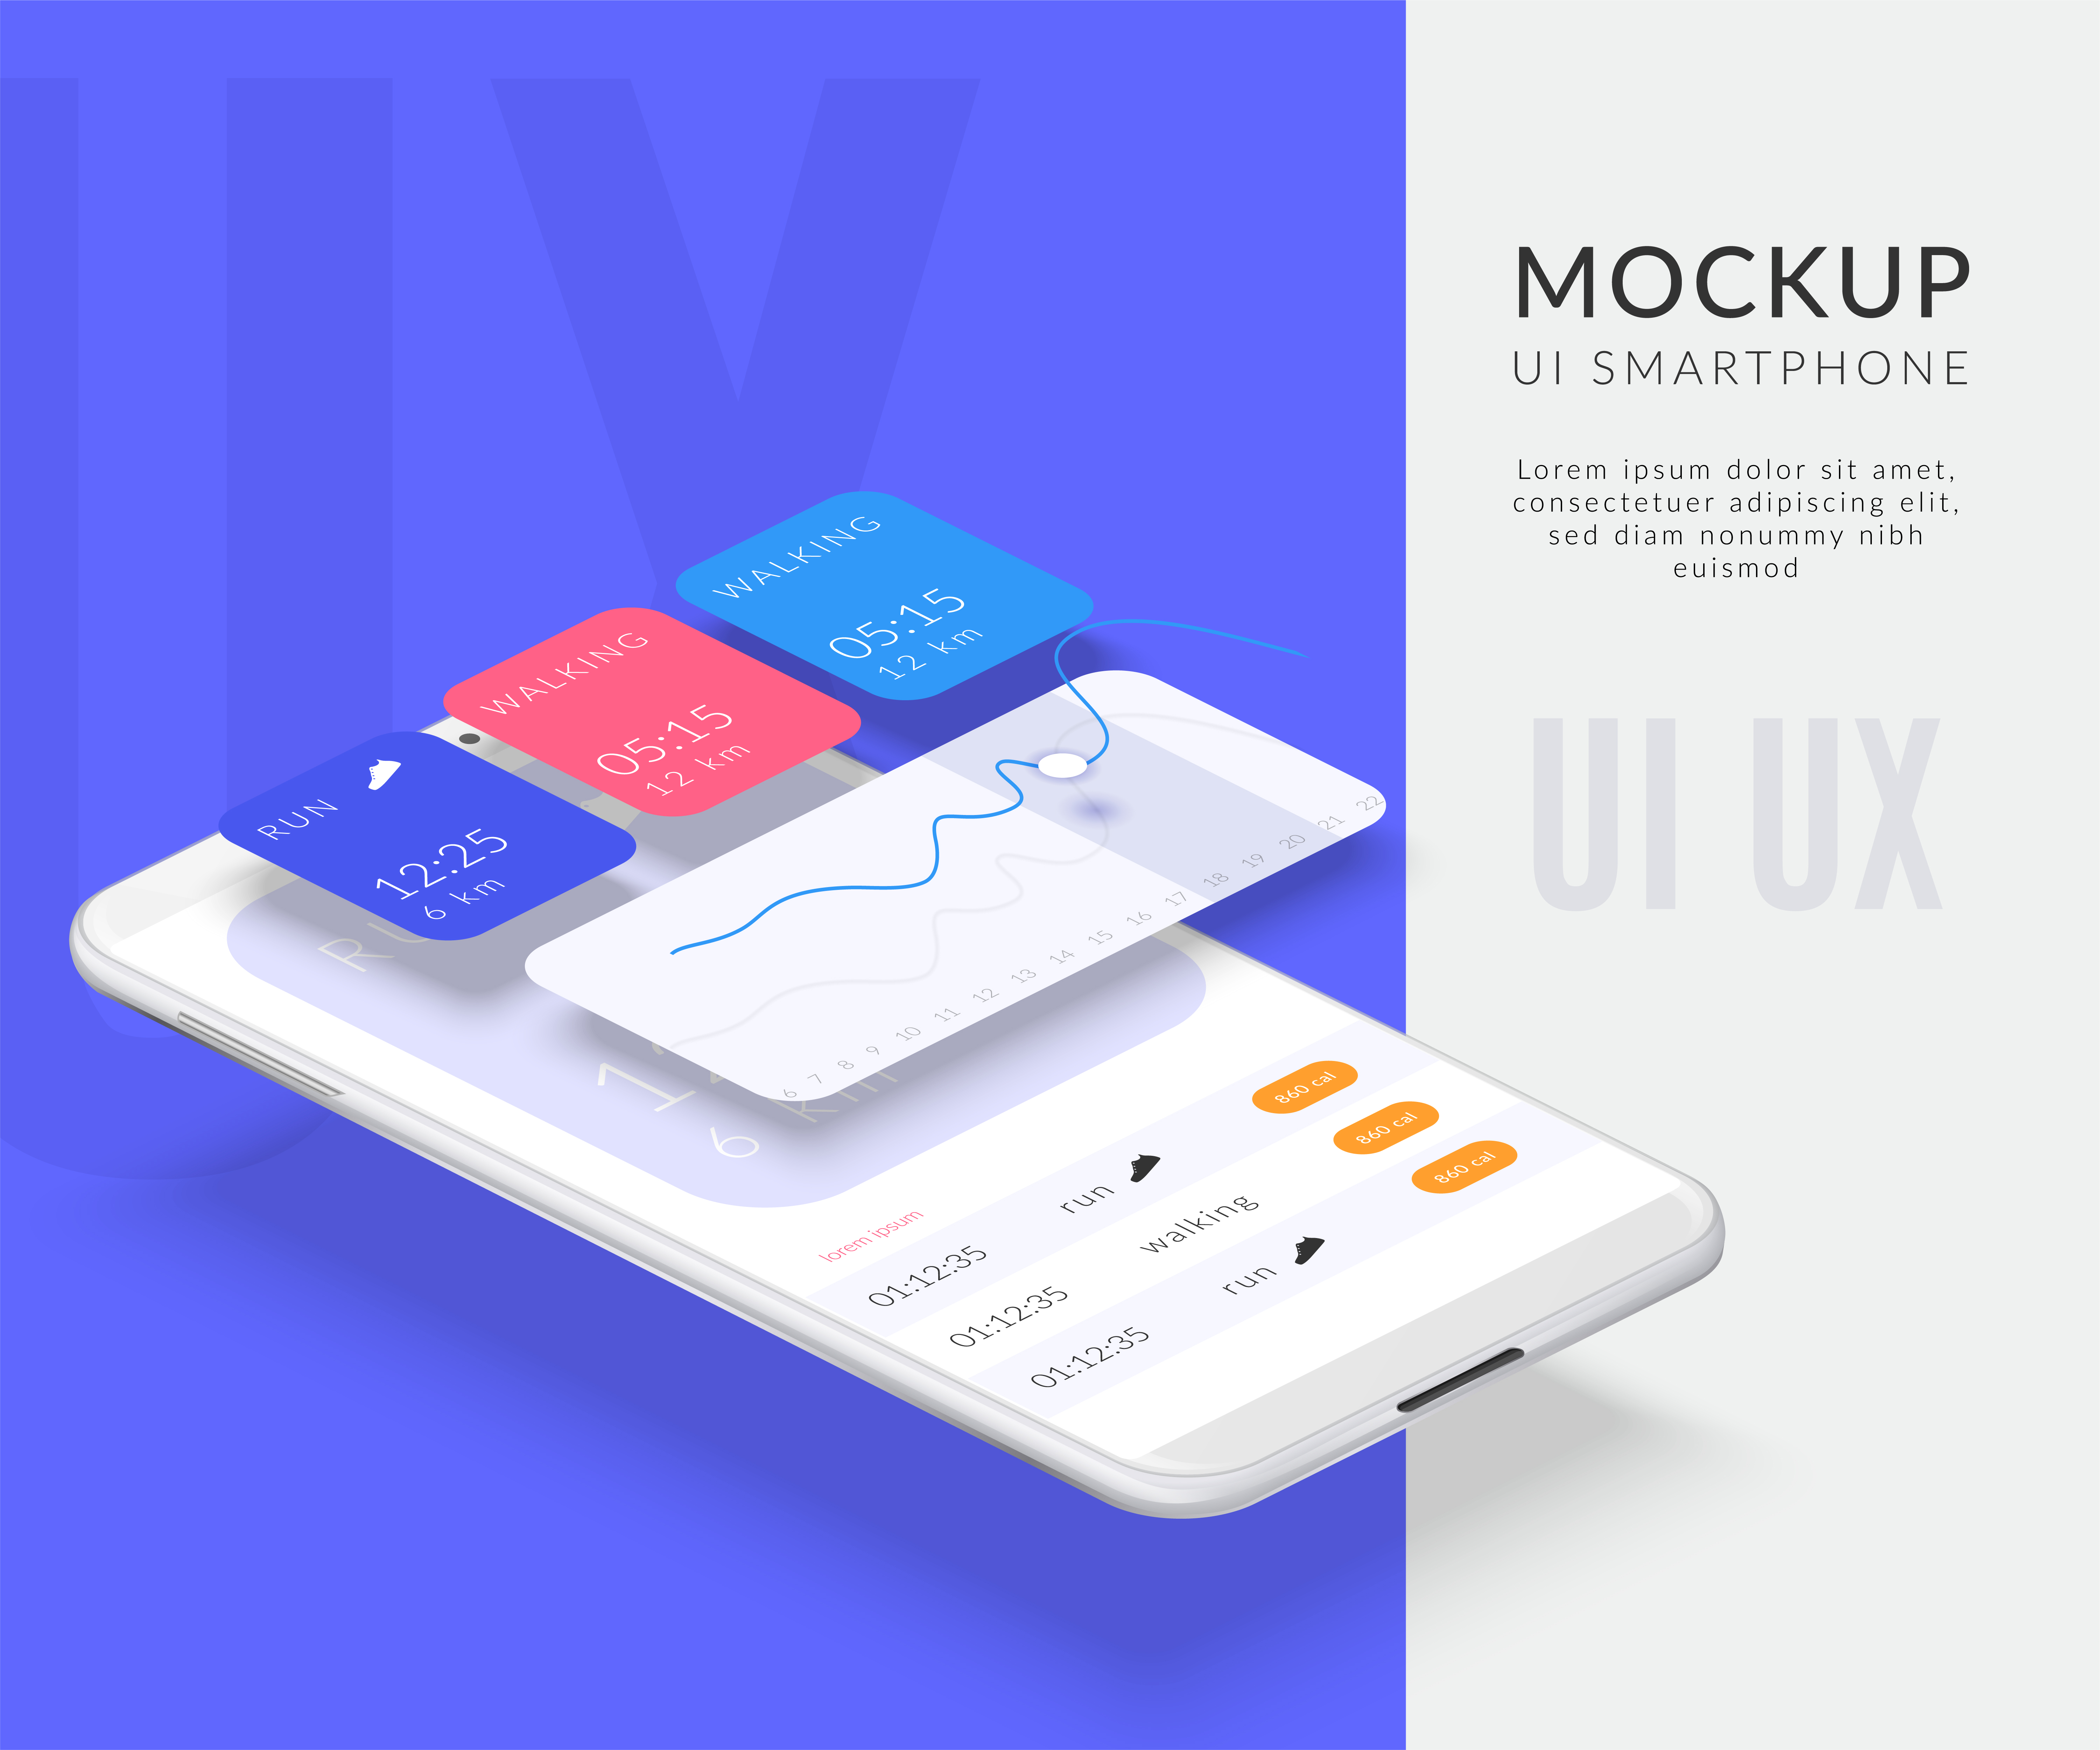 MOCKUP
UI SMARTPHONE
Lorem ipsum dolor sit amet,
consectetuer adipiscing elit,
sed diam nonummy nibh
euismod
UI UX
UX
WALKING
05:15
12 km
WALKING
05:15
12 km
RUN
12:25
6 km
6 7 8 9 10 11 12 13 14 15 16 17 18 19 20 21 22
6 km
lorem ipsum
01:12:35 run 860 cal
01:12:35 walking 860 cal
01:12:35 run 860 cal